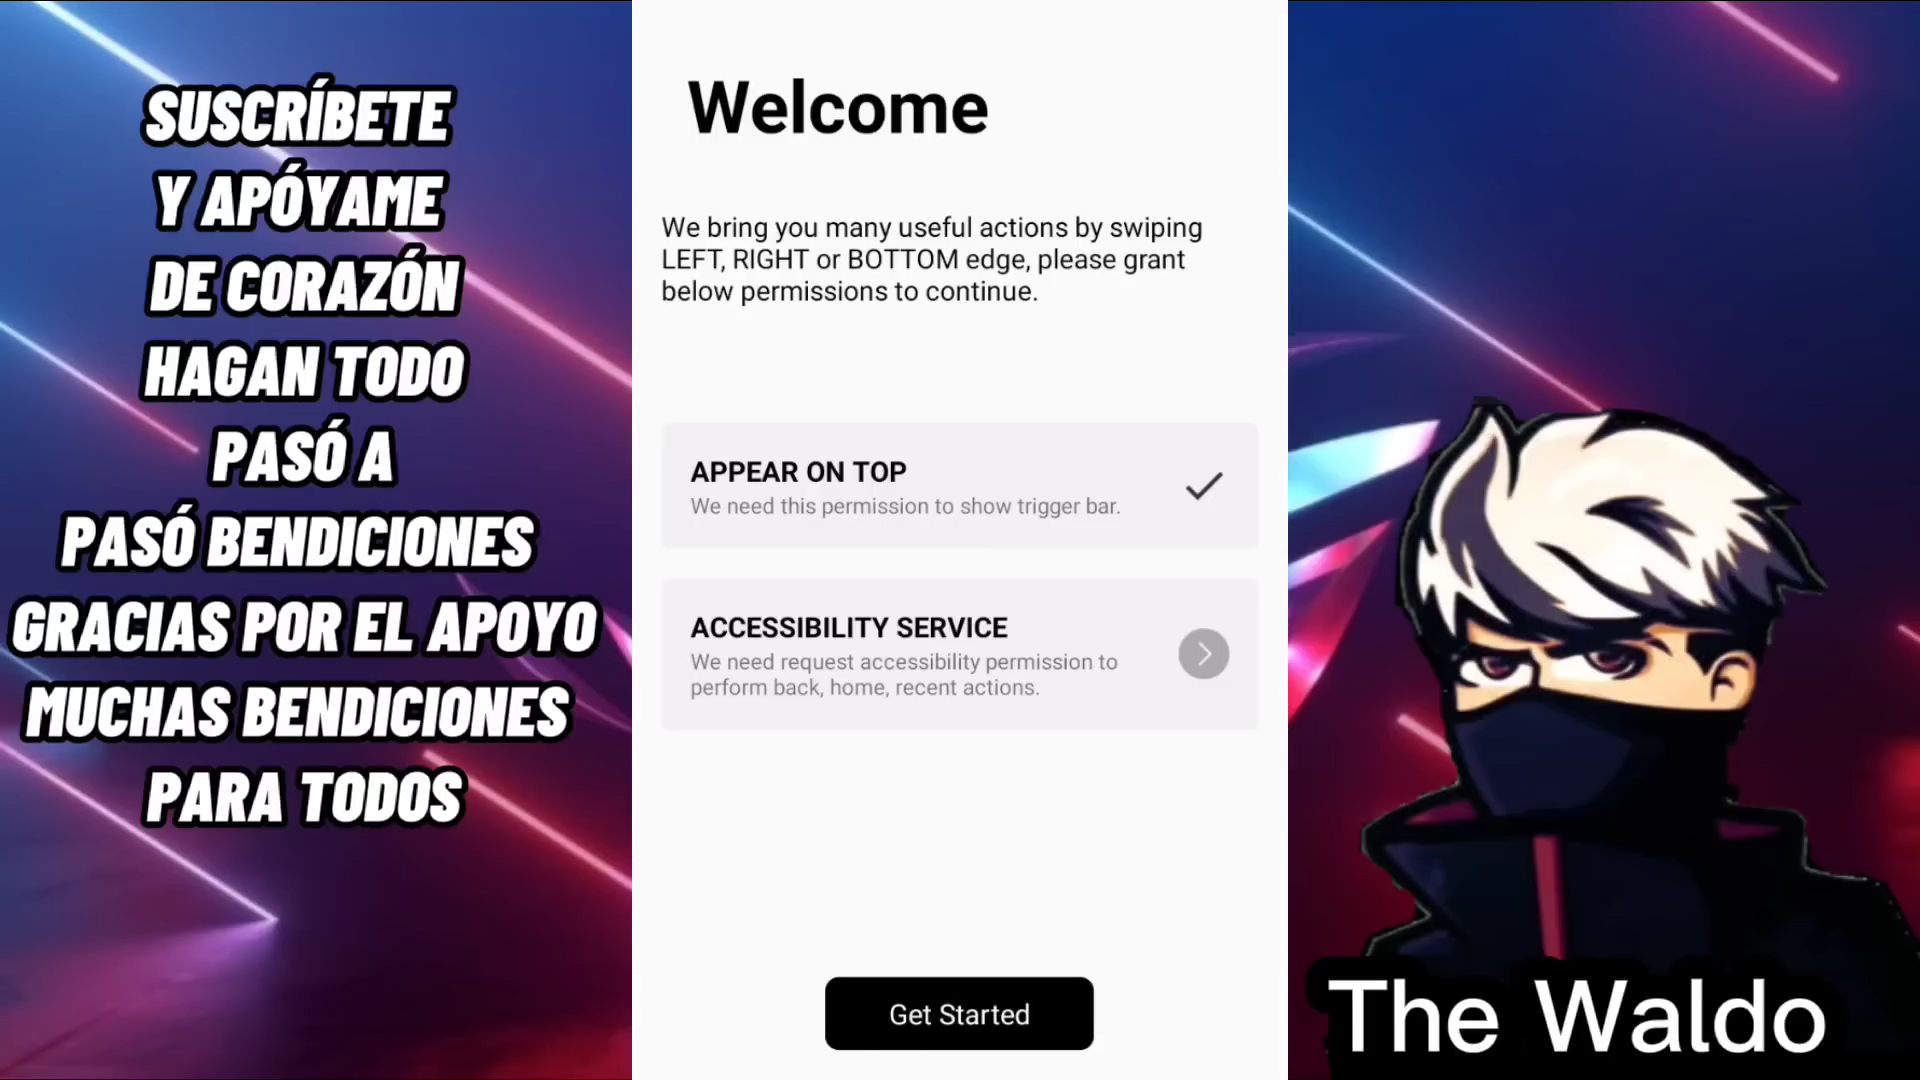 SUSCRÍBETE
Y APÓYAME
DE CORAZÓN
HAGAN TODO
PASÓ A
PASÓ BENDICIONES
GRACIAS POR EL APOYO
MUCHAS BENDICIONES
PARA TODOS
Welcome
We bring you many useful actions by swiping
LEFT, RIGHT or BOTTOM edge, please grant
below permissions to continue.
APPEAR ON TOP
We need this permission to show trigger bar.
ACCESSIBILITY SERVICE
We need request accessibility permission to
perform back, home, recent actions.
Get Started
The Waldo